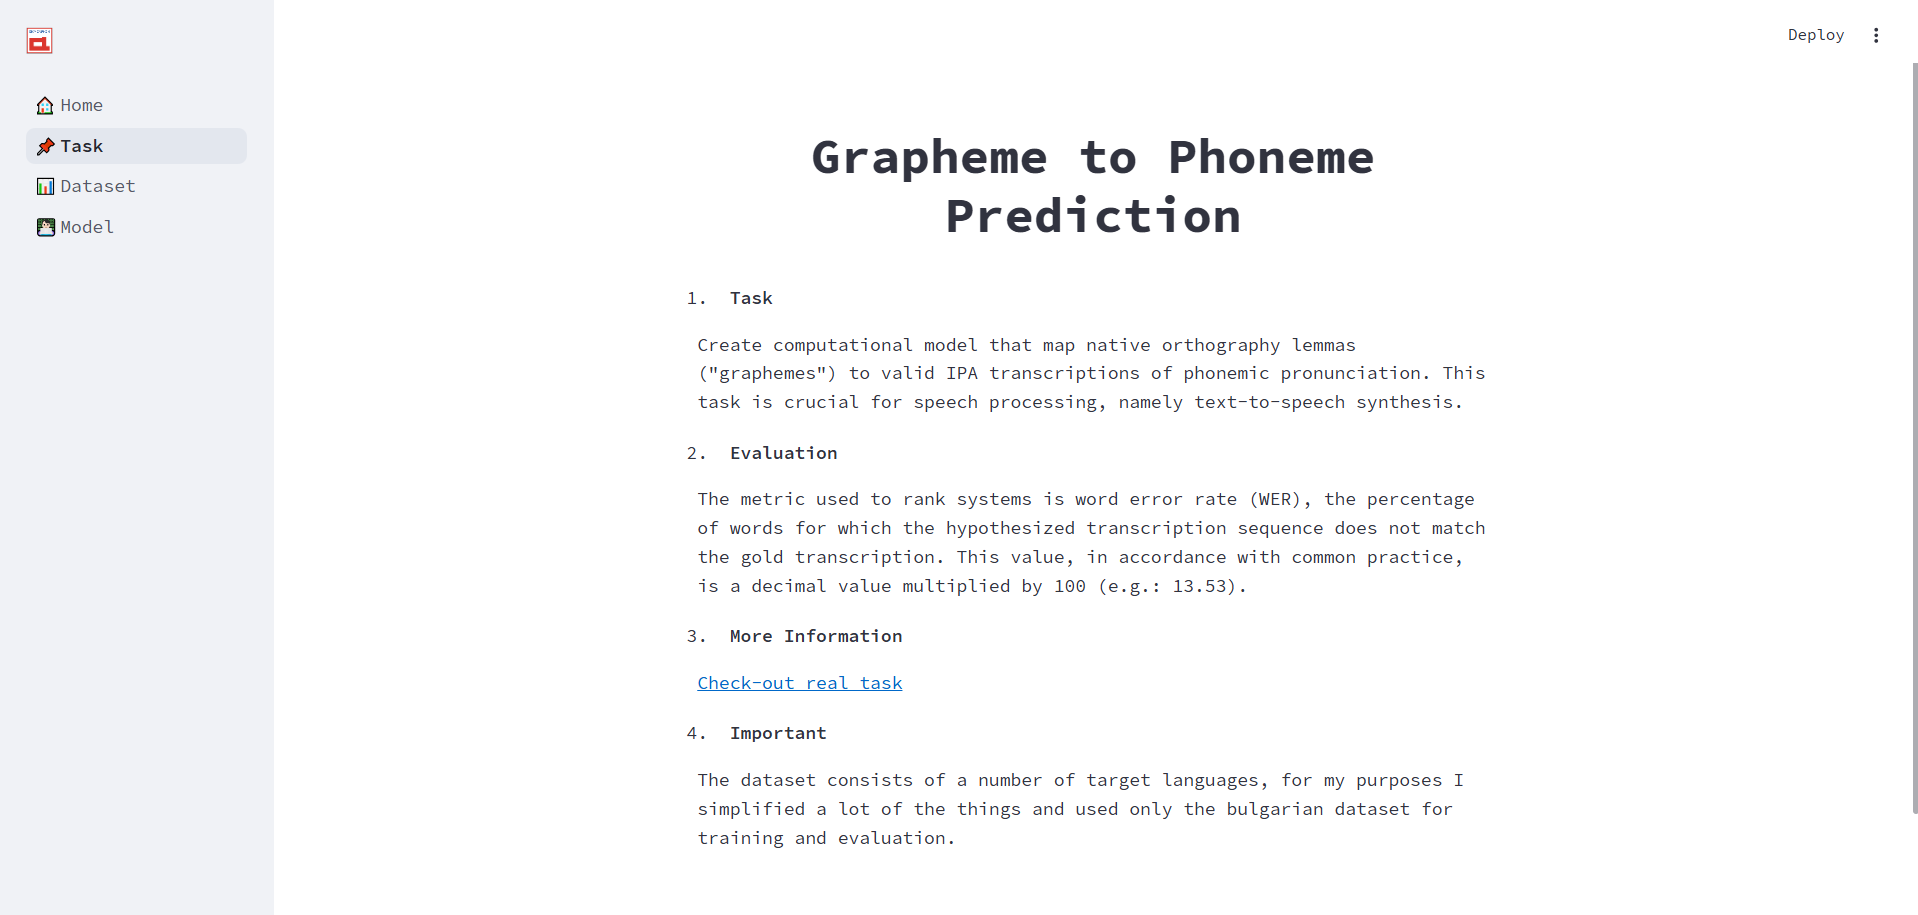 Deploy
Home
Task
Dataset
Model
Grapheme to Phoneme
Prediction
1. Task
Create computational model that map native orthography lemmas
("graphemes") to valid IPA transcriptions of phonemic pronunciation. This
task is crucial for speech processing, namely text-to-speech synthesis.
2. Evaluation
The metric used to rank systems is word error rate (WER), the percentage
of words for which the hypothesized transcription sequence does not match
the gold transcription. This value, in accordance with common practice,
is a decimal value multiplied by 100 (e.g.: 13.53).
3. More Information
Check-out real task
4. Important
The dataset consists of a number of target languages, for my purposes I
simplified a lot of the things and used only the bulgarian dataset for
training and evaluation.